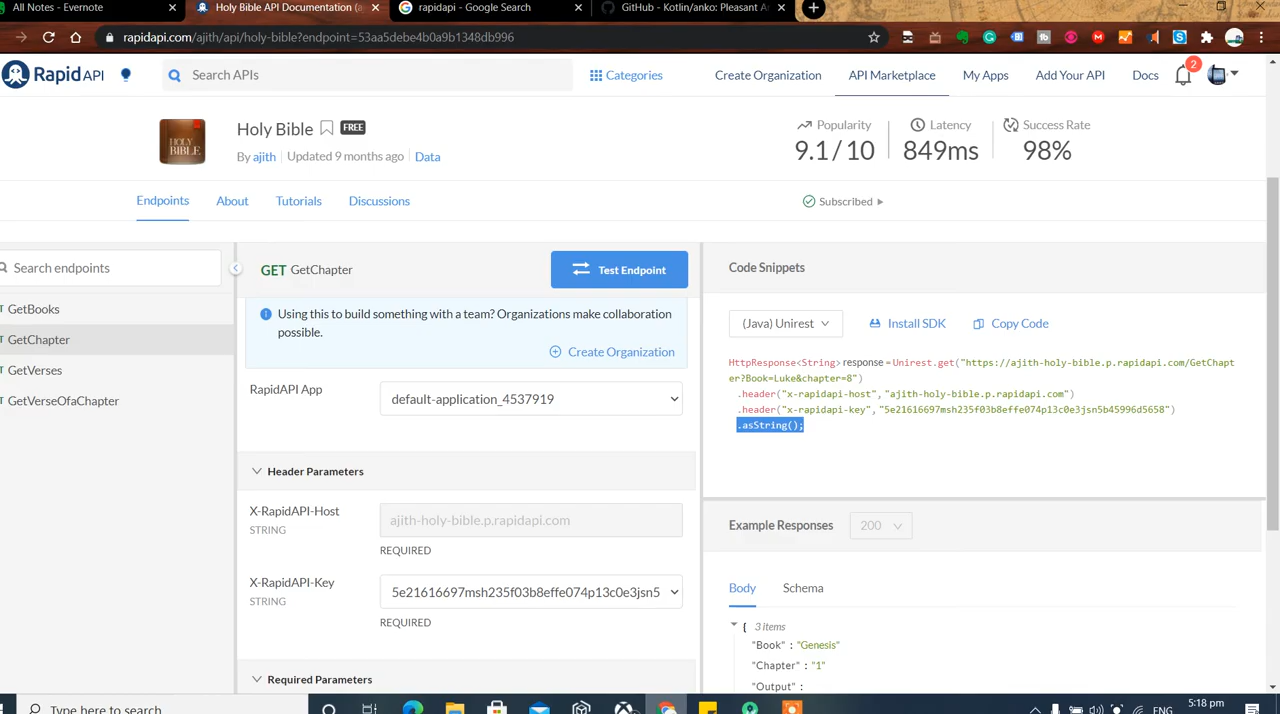 All Notes - Evernote
Holy Bible API Documentation (a
rapidapi - Google Search
GitHub - Kotlin/anko: Pleasant A
rapidapi.com/ajith/api/holy-bible?endpoint=53aa5debe4b0a9b1348db996
Rapid API
Search APIs
Categories
Create Organization
API Marketplace
My Apps
Add Your API
Docs
2
HOLY BIBLE
Holy Bible
FREE
By ajith
Updated 9 months ago
Data
Popularity
9.1 / 10
Latency
849ms
Success Rate
98%
Endpoints
About
Tutorials
Discussions
Subscribed
Search endpoints
GetBooks
GetChapter
GetVerses
GetVerseOfaChapter
GET GetChapter
Test Endpoint
Using this to build something with a team? Organizations make collaboration
possible.
Create Organization
RapidAPI App
default-application_4537919
Header Parameters
X-RapidAPI-Host
STRING
ajith-holy-bible.p.rapidapi.com
REQUIRED
X-RapidAPI-Key
STRING
5e21616697msh235f03b8effe074p13c0e3jsn5
REQUIRED
Required Parameters
Code Snippets
(Java) Unirest
Install SDK
Copy Code
HttpResponse<String> response = Unirest.get("https://ajith-holy-bible.p.rapidapi.com/GetChapt
er?Book=Luke&chapter=8")
.header("x-rapidapi-host", "ajith-holy-bible.p.rapidapi.com")
.header("x-rapidapi-key", "5e21616697msh235f03b8effe074p13c0e3jsn5b45996d5658")
.asString();
Example Responses
200
Body
Schema
{ 3 items
"Book" : "Genesis"
"Chapter" : "1"
"Output" :
Type here to search
ENG
5:18 pm